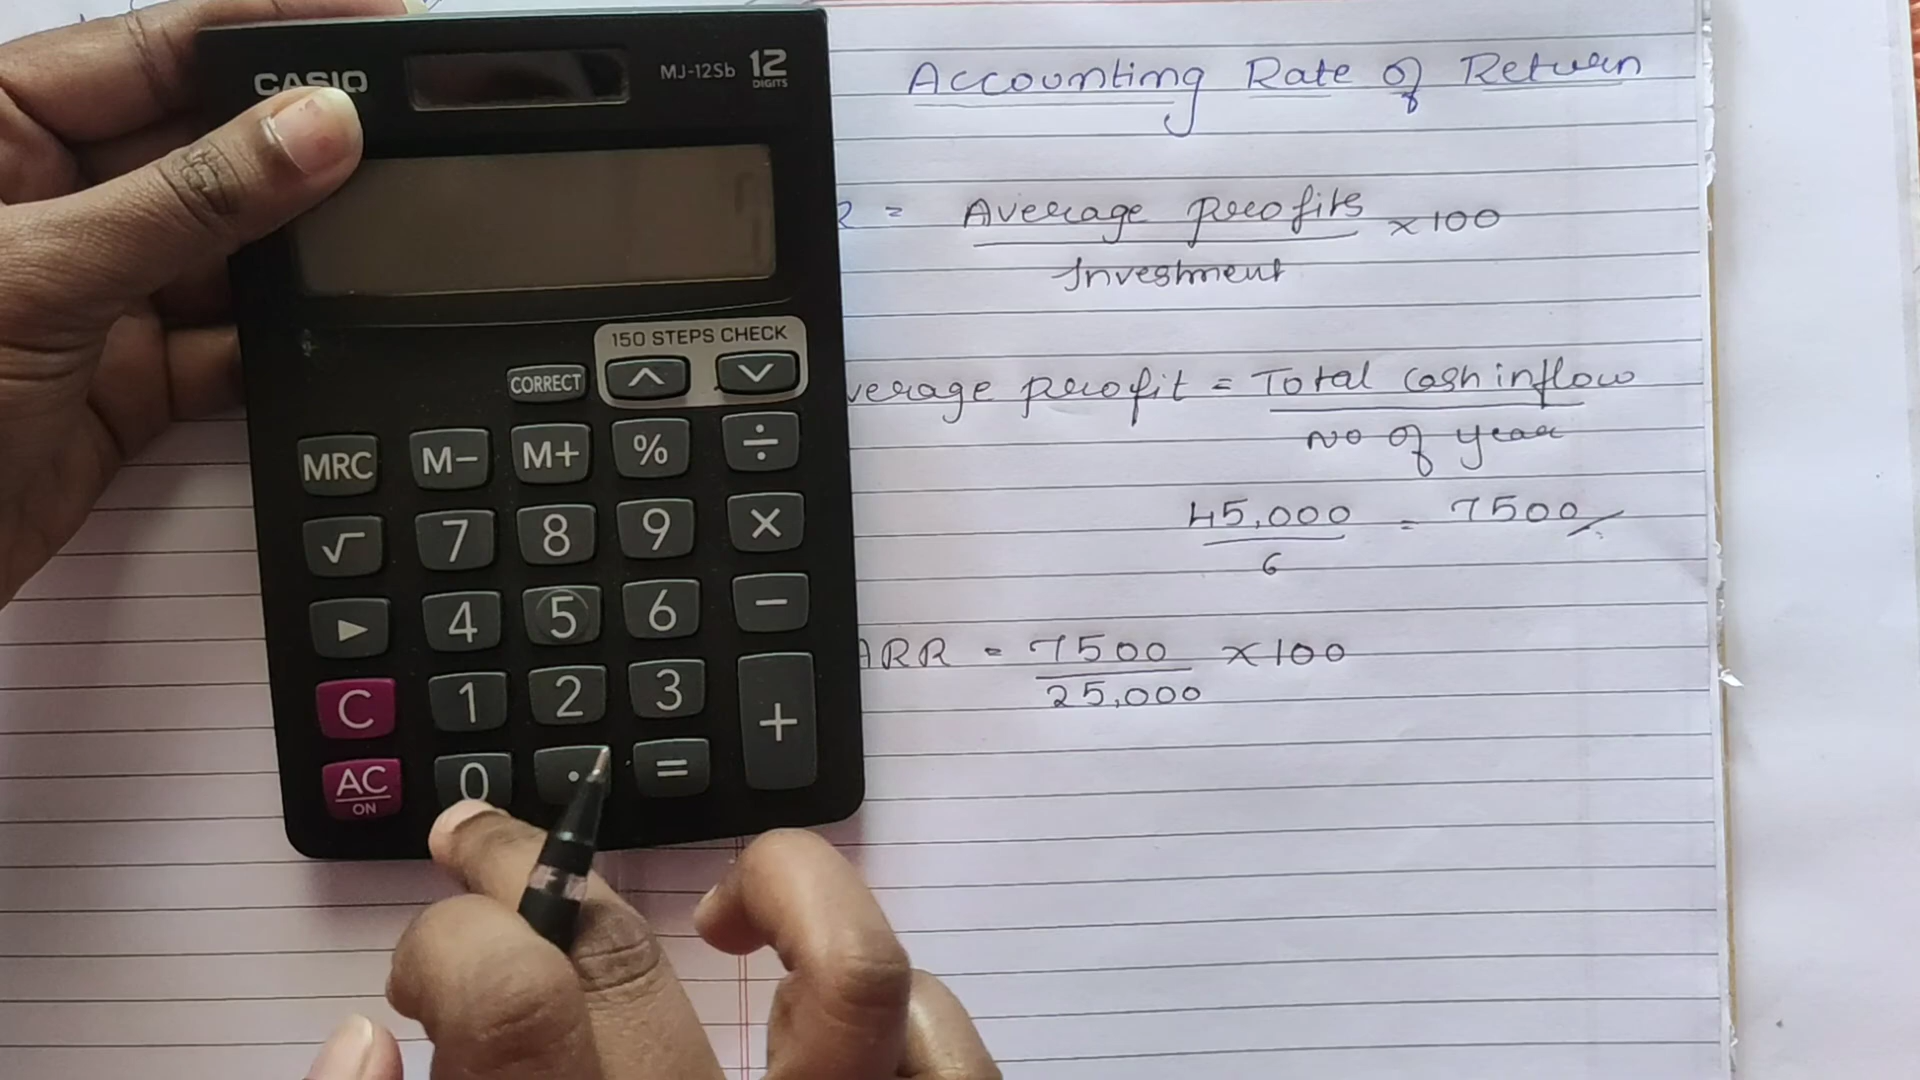 CASIO
MJ-12Sb 12 DIGITS
150 STEPS CHECK
CORRECT
MRC M− M+ % ÷
√ 7 8 9 ×
▶ 4 5 6 −
C 1 2 3 +
AC ON 0 . =
Accounting Rate of Return
R = Average profits / Investment ×100
verage profit = Total cash inflow / no of year
45,000 / 6 = 7500/-
ARR = 7500 / 25,000 ×100